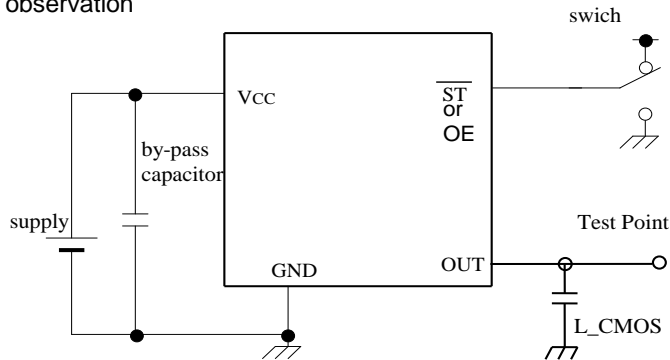 observation
swich
VCC
ST
or
OE
by-pass
capacitor
supply
Test Point
GND
OUT
L_CMOS